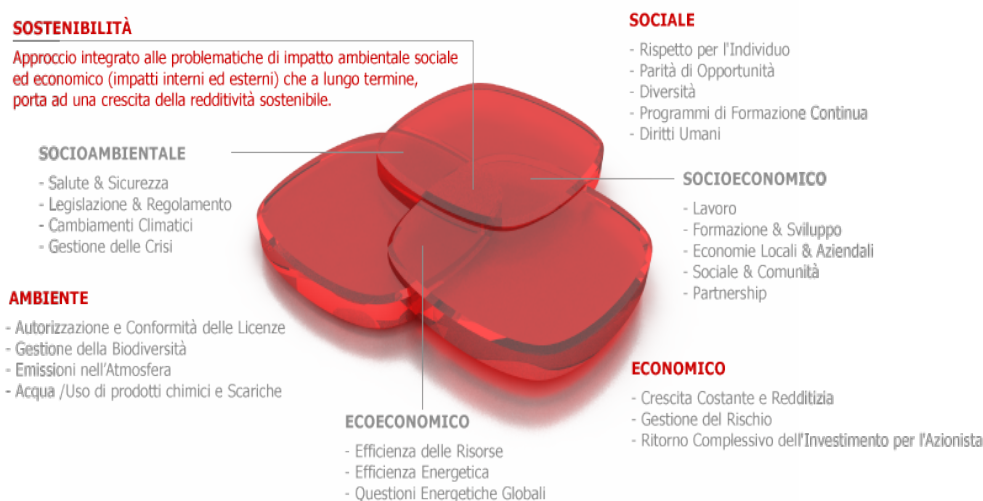 SOSTENIBILITÀ
Approccio integrato alle problematiche di impatto ambientale sociale
ed economico (impatti interni ed esterni) che a lungo termine,
porta ad una crescita della redditività sostenibile.
SOCIALE
- Rispetto per l'Individuo
- Parità di Opportunità
- Diversità
- Programmi di Formazione Continua
- Diritti Umani
SOCIOAMBIENTALE
- Salute & Sicurezza
- Legislazione & Regolamento
- Cambiamenti Climatici
- Gestione delle Crisi
SOCIOECONOMICO
- Lavoro
- Formazione & Sviluppo
- Economie Locali & Aziendali
- Sociale & Comunità
- Partnership
AMBIENTE
- Autorizzazione e Conformità delle Licenze
- Gestione della Biodiversità
- Emissioni nell'Atmosfera
- Acqua /Uso di prodotti chimici e Scariche
ECONOMICO
- Crescita Costante e Redditizia
- Gestione del Rischio
- Ritorno Complessivo dell'Investimento per l'Azionista
ECOECONOMICO
- Efficienza delle Risorse
- Efficienza Energetica
- Questioni Energetiche Globali